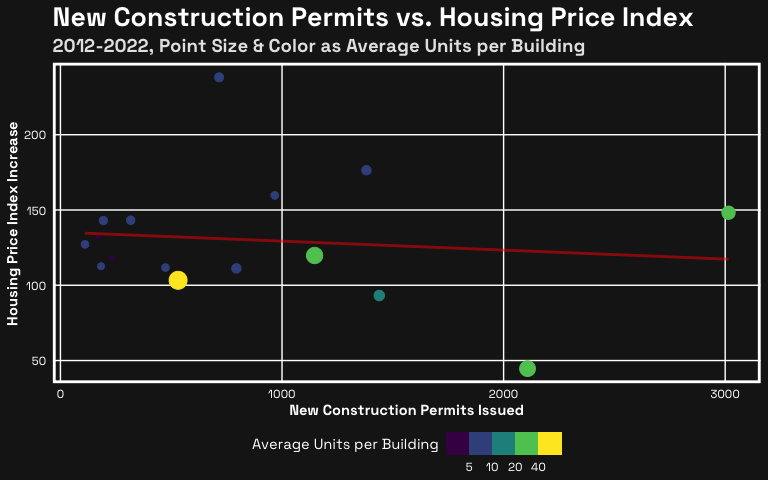 New Construction Permits vs. Housing Price Index
2012-2022, Point Size & Color as Average Units per Building
Housing Price Index Increase
200
150
100
50
0 1000 2000 3000
New Construction Permits Issued
Average Units per Building
5 10 20 40